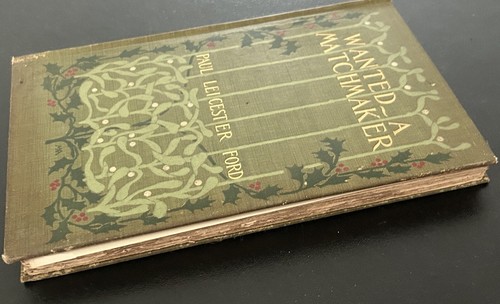 WANTED-A
MATCHMAKER
PAUL LEICESTER FORD